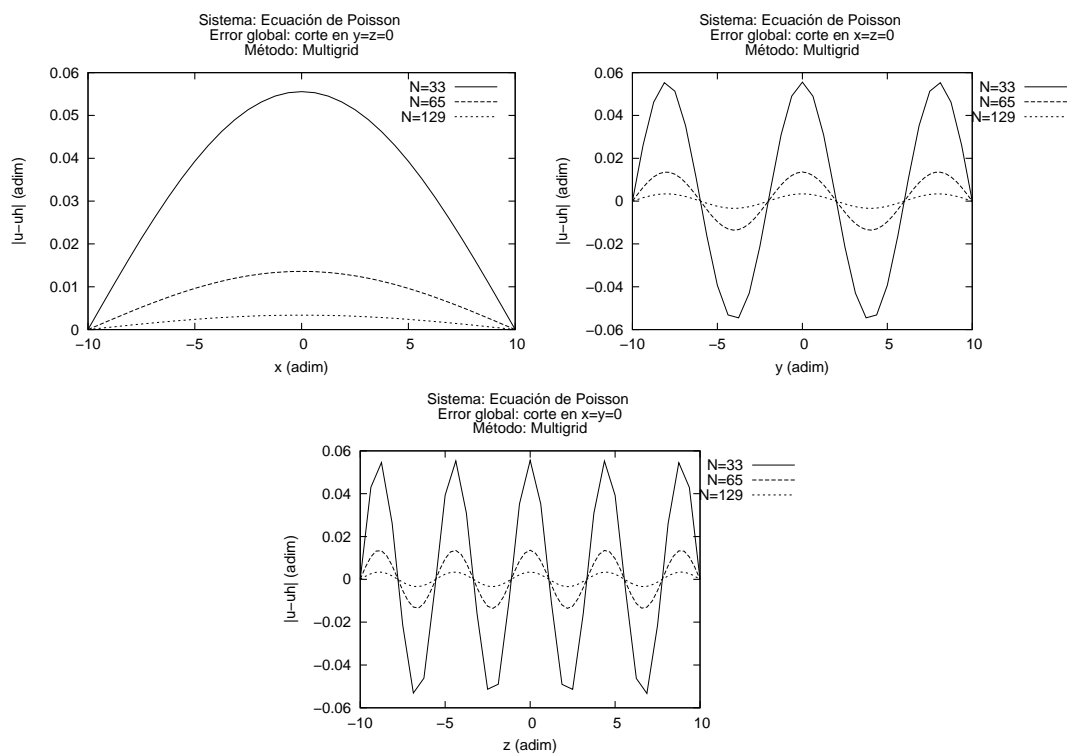 Sistema: Ecuación de Poisson
Error global: corte en y=z=0
Método: Multigrid
0.06
0.05
0.04
0.03
0.02
0.01
0
|u−uh| (adim)
N=33
N=65
N=129
−10
−5
0
5
10
x (adim)
Sistema: Ecuación de Poisson
Error global: corte en x=z=0
Método: Multigrid
0.06
0.04
0.02
0
−0.02
−0.04
−0.06
|u−uh| (adim)
N=33
N=65
N=129
−10
−5
0
5
10
y (adim)
Sistema: Ecuación de Poisson
Error global: corte en x=y=0
Método: Multigrid
0.06
0.04
0.02
0
−0.02
−0.04
−0.06
|u−uh| (adim)
N=33
N=65
N=129
−10
−5
0
5
10
z (adim)